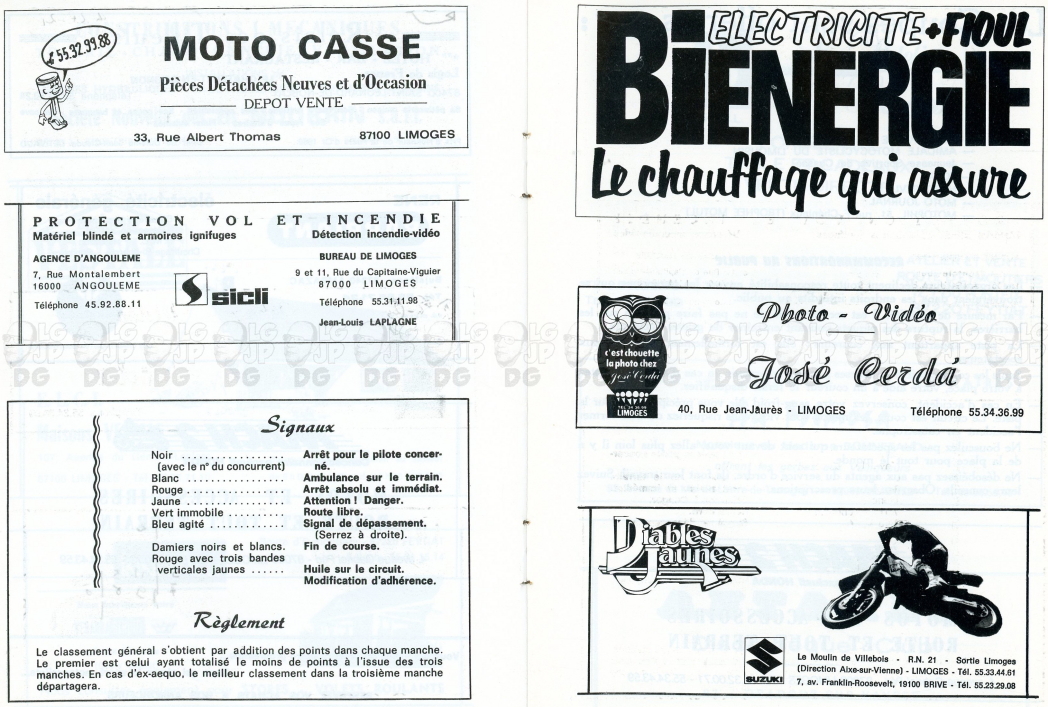 55.32.99.88
MOTO CASSE
Pièces Détachées Neuves et d'Occasion
DEPOT VENTE
33, Rue Albert Thomas 87100 LIMOGES
PROTECTION VOL ET INCENDIE
Matériel blindé et armoires ignifuges Détection incendie-vidéo
AGENCE D'ANGOULEME
7, Rue Montalembert
16000 ANGOULEME
Téléphone 45.92.88.11
sicli
BUREAU DE LIMOGES
9 et 11, Rue du Capitaine-Viguier
87000 LIMOGES
Téléphone 55.31.11.98
Jean-Louis LAPLAGNE
Signaux
Noir .................. Arrêt pour le pilote concer-
(avec le n° du concurrent) né.
Blanc ................. Ambulance sur le terrain.
Rouge ................. Arrêt absolu et immédiat.
Jaune ................. Attention ! Danger.
Vert immobile .......... Route libre.
Bleu agité ............. Signal de dépassement.
(Serrez à droite).
Damiers noirs et blancs. Fin de course.
Rouge avec trois bandes
verticales jaunes ...... Huile sur le circuit.
Modification d'adhérence.
Règlement
Le classement général s'obtient par addition des points dans chaque manche.
Le premier est celui ayant totalisé le moins de points à l'issue des trois
manches. En cas d'ex-aequo, le meilleur classement dans la troisième manche
départagera.
ELECTRICITE + FIOUL
BIENERGIE
Le chauffage qui assure
c'est chouette
la photo chez
José Cerdá
TEL 34 36 99
LIMOGES
Photo - Vidéo
José Cerdá
40, Rue Jean-Jaurès - LIMOGES Téléphone 55.34.36.99
Diables
Jaunes
SUZUKI
Le Moulin de Villebois - R.N. 21 - Sortie Limoges
(Direction Aixe-sur-Vienne) - LIMOGES - Tél. 55.33.44.61
7, av. Franklin-Roosevelt, 19100 BRIVE - Tél. 55.23.29.08